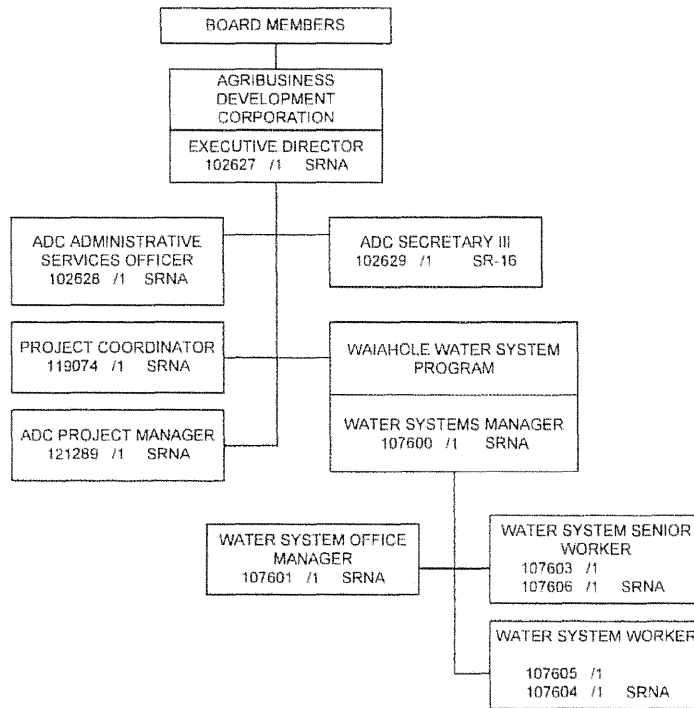 BOARD MEMBERS
AGRIBUSINESS
DEVELOPMENT
CORPORATION
EXECUTIVE DIRECTOR
102627 /1 SRNA
ADC ADMINISTRATIVE
SERVICES OFFICER
102628 /1 SRNA
ADC SECRETARY III
102629 /1 SR-16
PROJECT COORDINATOR
119074 /1 SRNA
WAIAHOLE WATER SYSTEM
PROGRAM
WATER SYSTEMS MANAGER
107600 /1 SRNA
ADC PROJECT MANAGER
121289 /1 SRNA
WATER SYSTEM OFFICE
MANAGER
107601 /1 SRNA
WATER SYSTEM SENIOR
WORKER
107603 /1
107606 /1 SRNA
WATER SYSTEM WORKER
107605 /1
107604 /1 SRNA